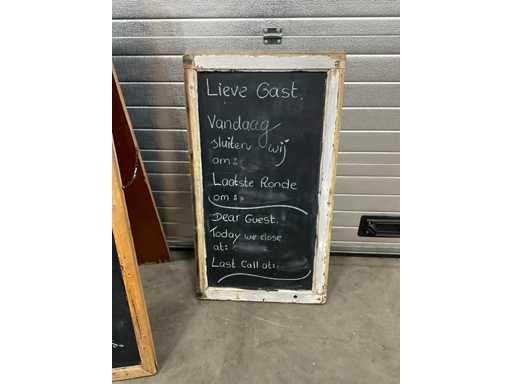 Lieve Gast.
Vandaag
sluiten wij
om:
Laatste Ronde
om:
Dear Guest.
Today we close
at:
Last Call at: